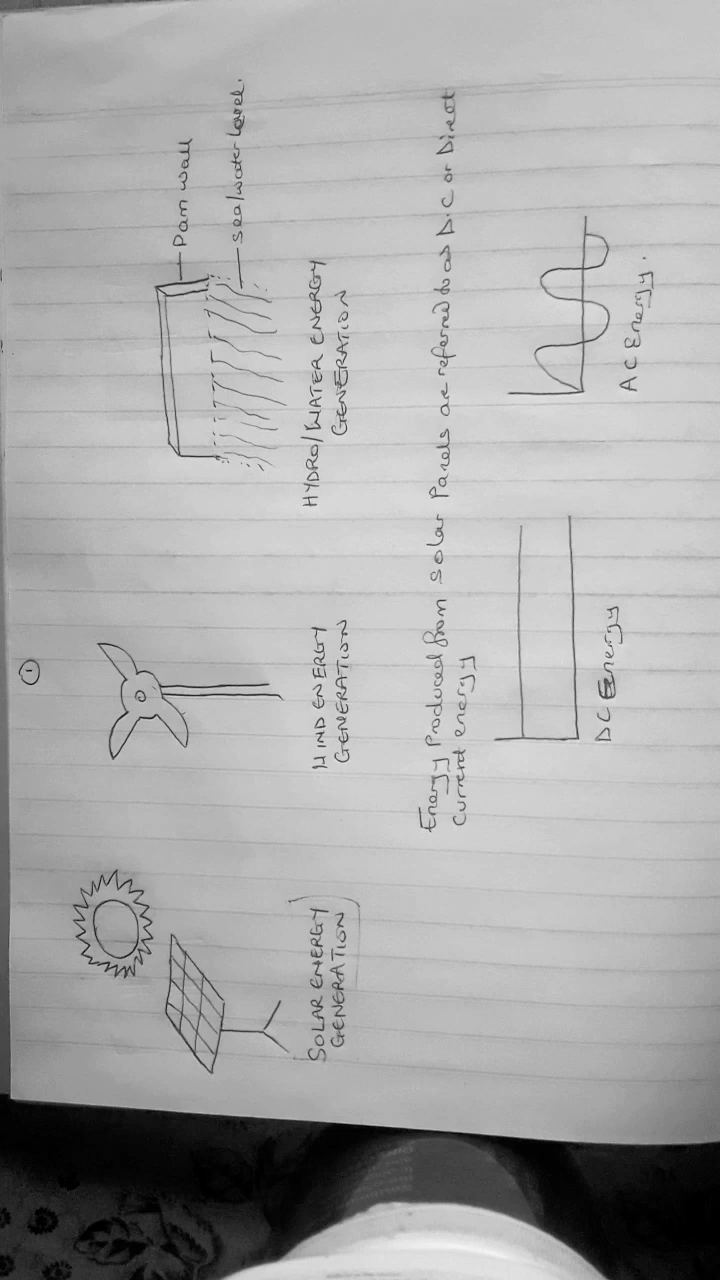 ①
Dam wall
sea/water level.
SOLAR ENERGY
GENERATION
WIND ENERGY
GENERATION
HYDRO/WATER ENERGY
GENERATION
Energy Produced from solar Panels are referred to as D.C or Direct
Current energy
DC Energy
AC Energy.